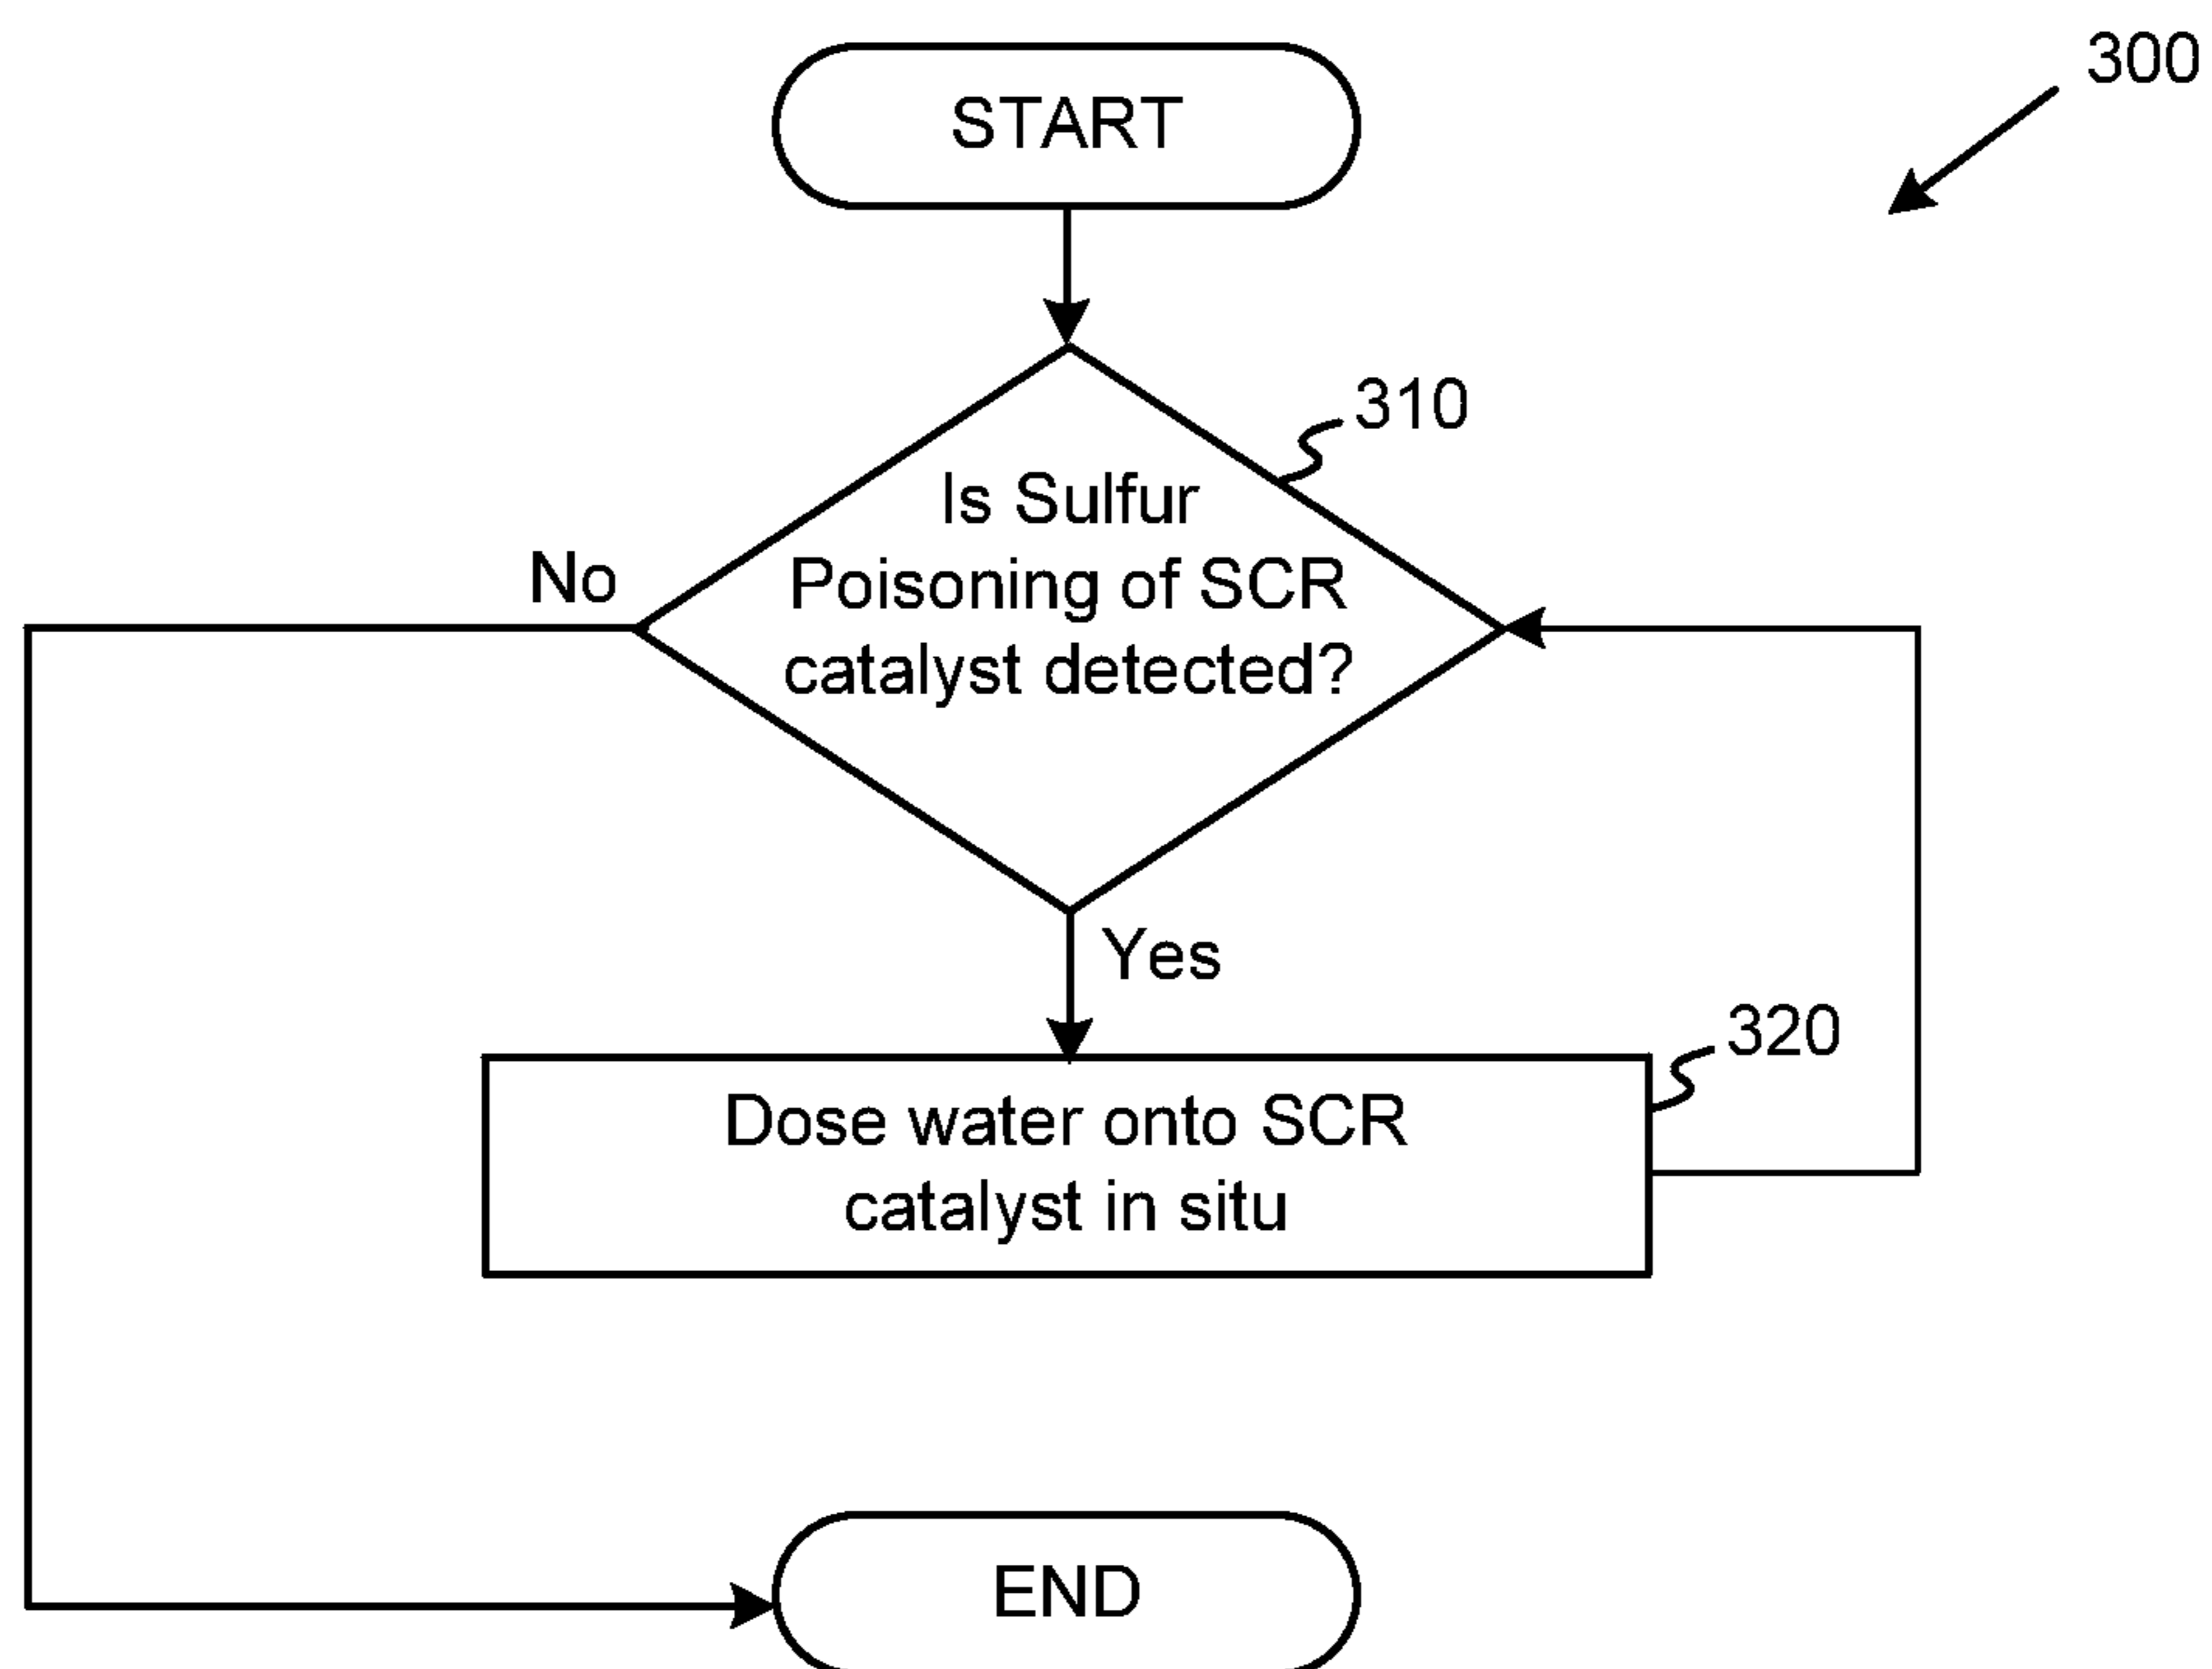 START
300
310
Is Sulfur
Poisoning of SCR
catalyst detected?
No
Yes
320
Dose water onto SCR
catalyst in situ
END